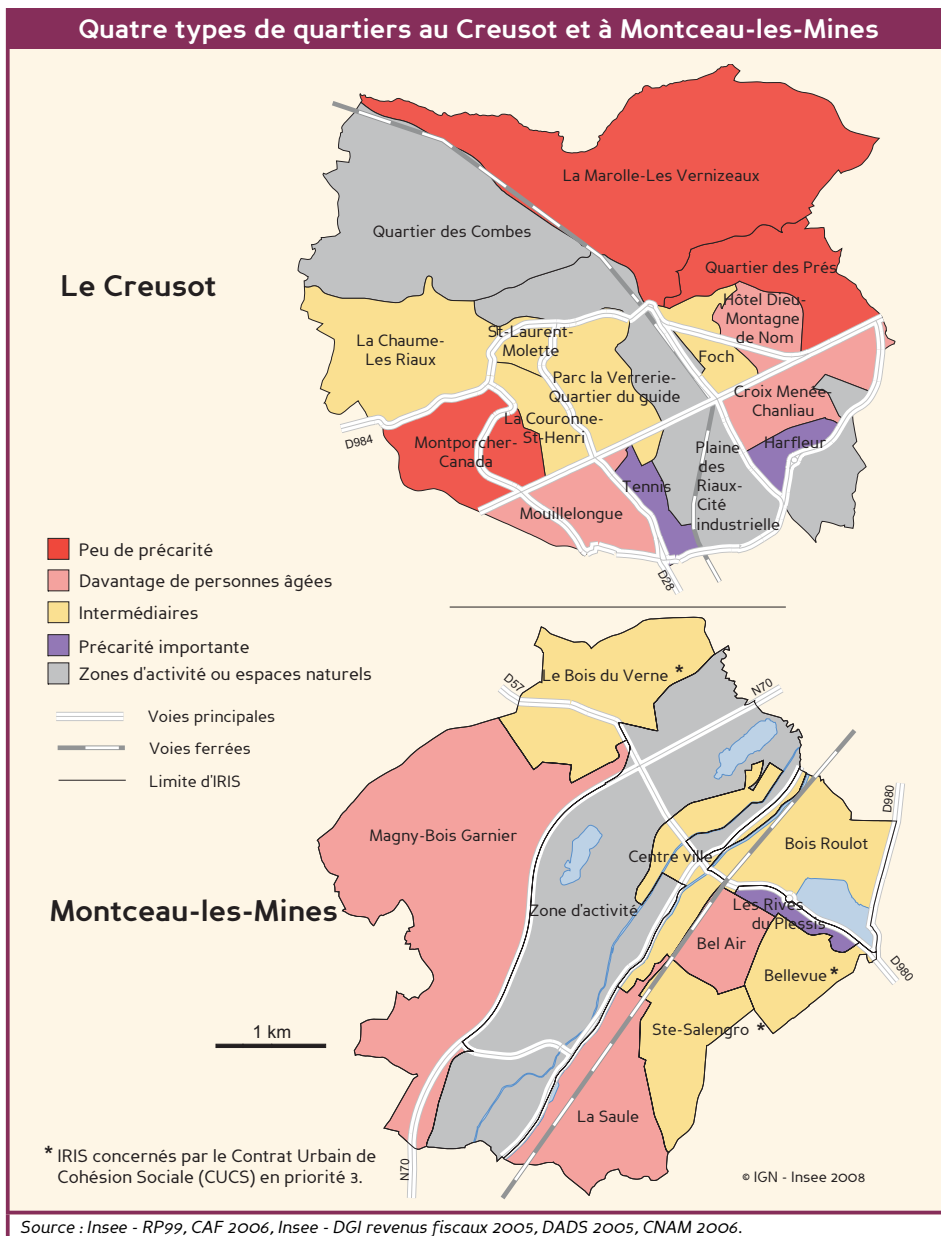 Quatre types de quartiers au Creusot et à Montceau-les-Mines
La Marolle-Les Vernizeaux
Quartier des Combes
Le Creusot
Quartier des Prés
Hôtel Dieu-
Montagne
de Nom
La Chaume-
Les Riaux
St-Laurent-
Molette
Foch
Parc la Verrerie-
Quartier du guide
Croix Menée-
Chanliau
La Couronne-
St-Henri
D984
Montporcher-
Canada
Harfleur
Plaine
des
Riaux-
Cité
industrielle
Tennis
Mouillelongue
D28
Peu de précarité
Davantage de personnes âgées
Intermédiaires
Précarité importante
Zones d'activité ou espaces naturels
Voies principales
Voies ferrées
Limite d'IRIS
Le Bois du Verne *
D57
N70
D980
Magny-Bois Garnier
Centre ville
Bois Roulot
Montceau-les-Mines
Zone d'activité
Les Rives
du Plessis
Bel Air
Bellevue *
D980
Ste-Salengro *
1 km
La Saule
N70
* IRIS concernés par le Contrat Urbain de
Cohésion Sociale (CUCS) en priorité 3.
© IGN - Insee 2008
Source : Insee - RP99, CAF 2006, Insee - DGI revenus fiscaux 2005, DADS 2005, CNAM 2006.